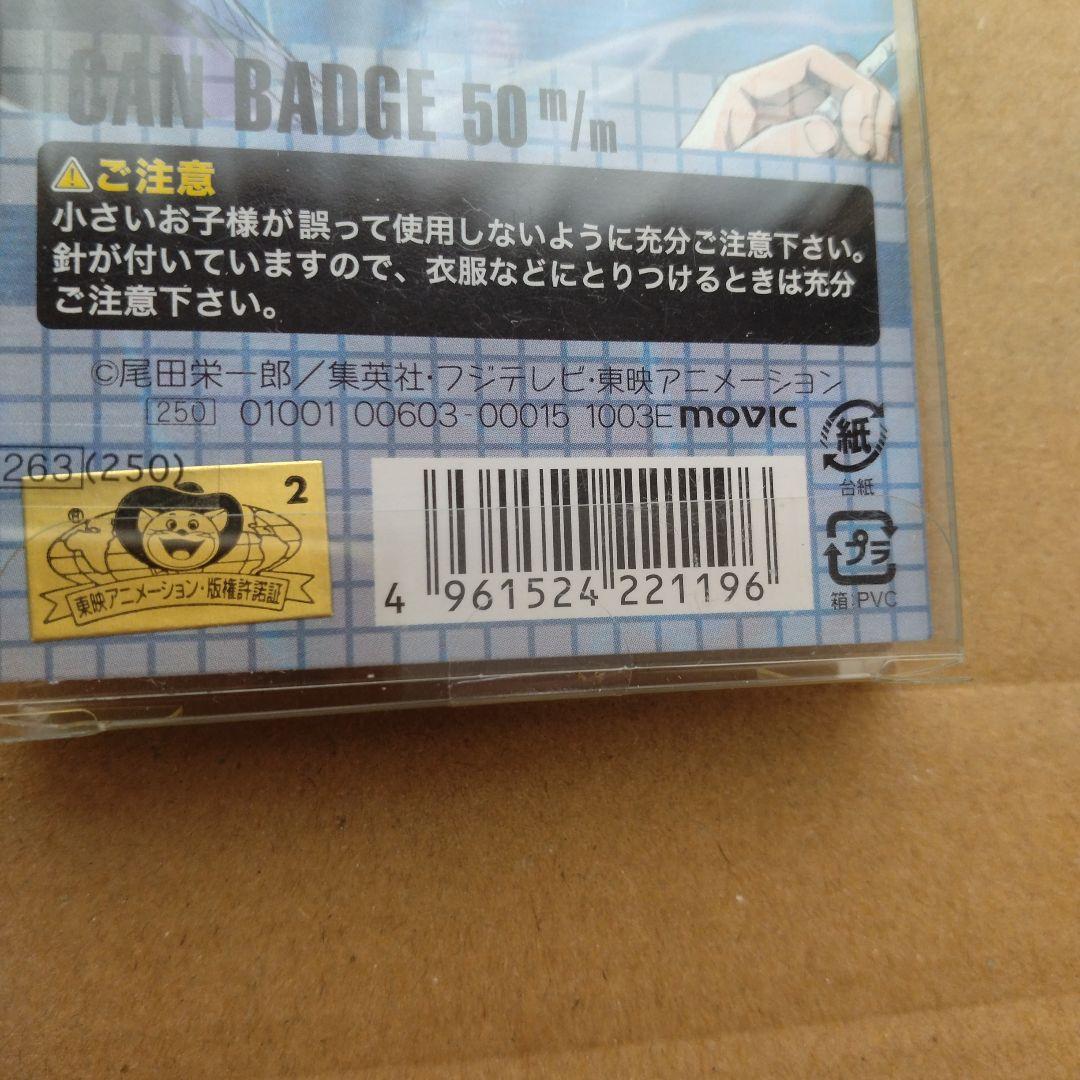 CAN BADGE 50 m/m
⚠ご注意
小さいお子様が誤って使用しないように充分ご注意下さい。
針が付いていますので、衣服などにとりつけるときは充分
ご注意下さい。
©尾田栄一郎／集英社・フジテレビ・東映アニメーション
250 01001 00603-00015 1003E movic
紙
台紙
263 (250)
2
東映アニメーション・版権許諾証
4 961524 221196
プラ
箱:PVC